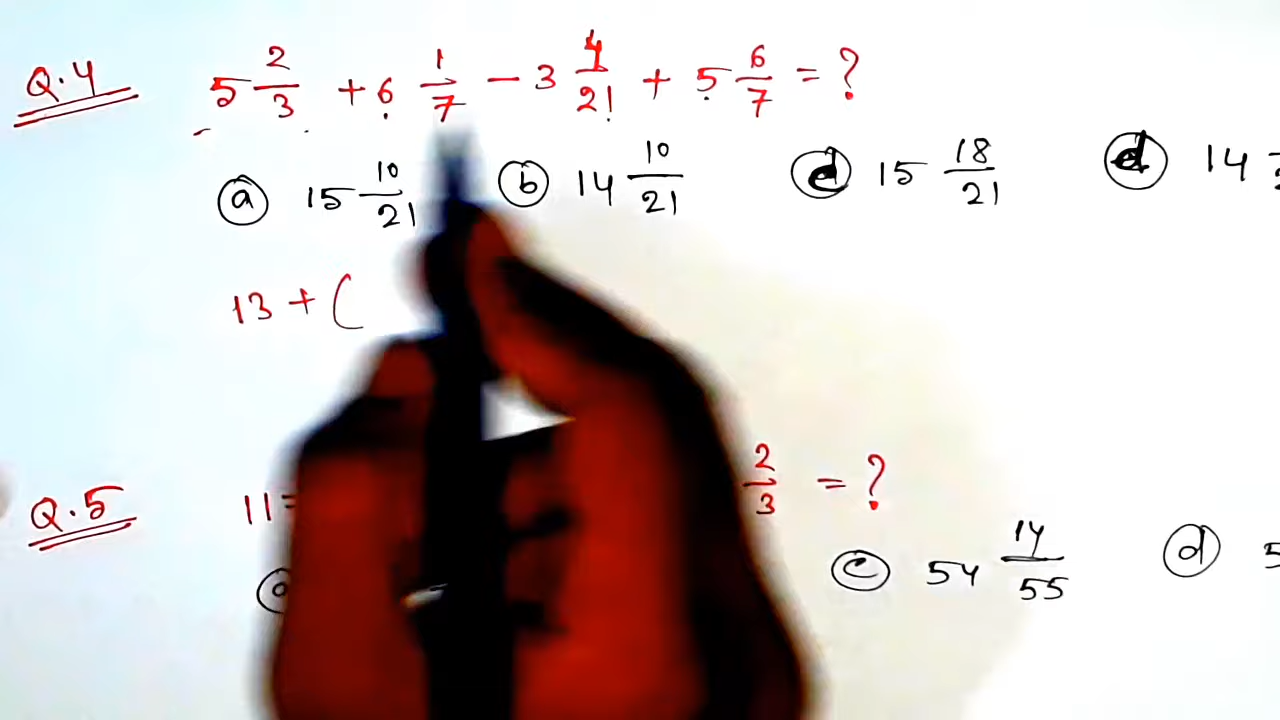 Q.4 5 2/3 + 6 1/7 - 3 4/21 + 5 6/7 = ?
(a) 15 10/21 (b) 14 10/21 (d) 15 18/21 (d) 14
13 + (
Q.5 11 2/3 = ?
(c) 54 14/55 (d) 5